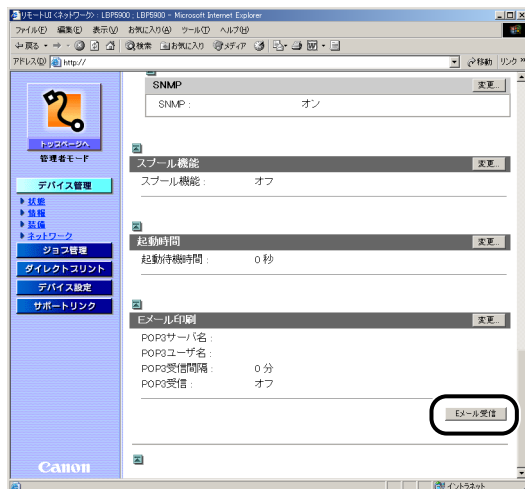 リモートUI <ネットワーク> : LBP5900 : LBP5900 - Microsoft Internet Explorer
ファイル(F) 編集(E) 表示(V) お気に入り(A) ツール(T) ヘルプ(H)
戻る 検索 お気に入り メディア
アドレス(D) http:// 移動 リンク »
SNMP 変更...
SNMP : オン
トップページへ
管理者モード
デバイス管理
状態
情報
装備
ネットワーク
ジョブ管理
ダイレクトプリント
デバイス設定
サポートリンク
Canon
スプール機能 変更...
スプール機能 : オフ
起動時間 変更...
起動待機時間 : 0 秒
Eメール印刷 変更...
POP3サーバ名 :
POP3ユーザ名 :
POP3受信間隔 : 0 分
POP3受信 : オフ
Eメール受信
イントラネット